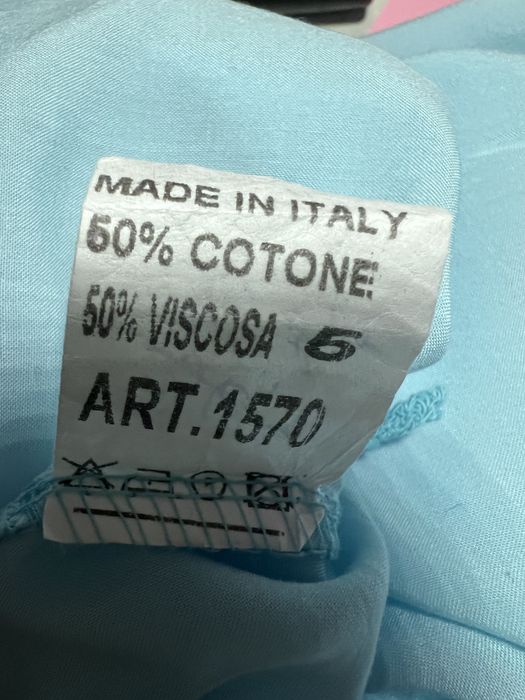 MADE IN ITALY
50% COTONE
50% VISCOSA 5
ART.1570